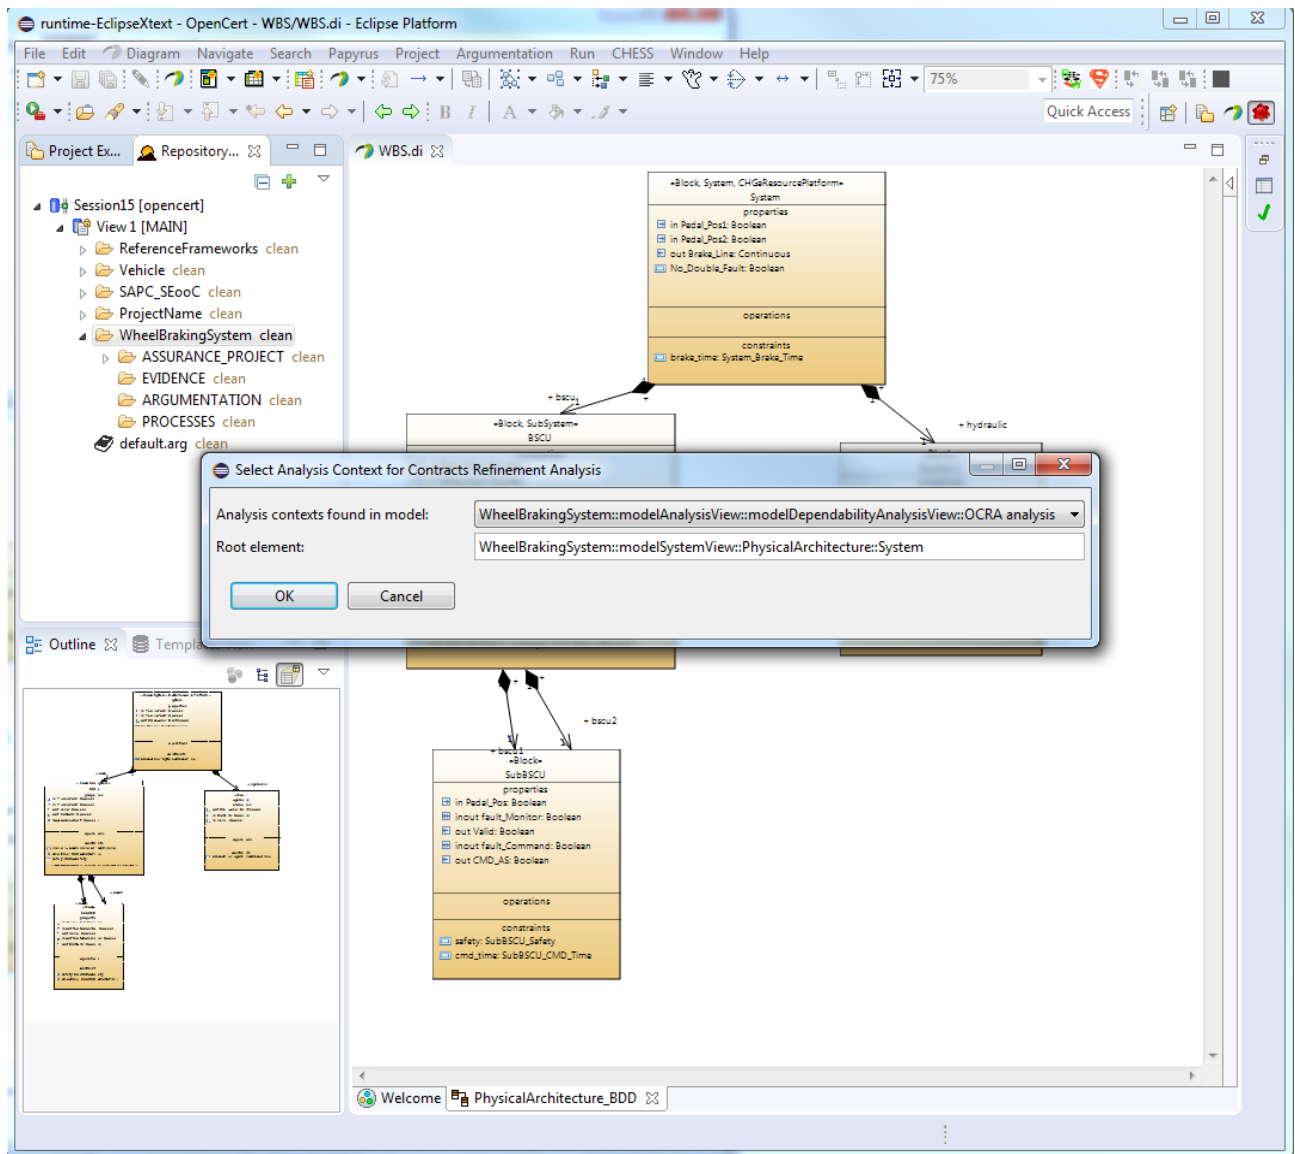 runtime-EclipseXtext - OpenCert - WBS/WBS.di - Eclipse Platform
File Edit Diagram Navigate Search Papyrus Project Argumentation Run CHESS Window Help
75%
B I A
Quick Access
Project Ex...
Repository...
WBS.di
Session15 [opencert]
View 1 [MAIN]
ReferenceFrameworks clean
Vehicle clean
SAPC_SEooC clean
ProjectName clean
WheelBrakingSystem clean
ASSURANCE_PROJECT clean
EVIDENCE clean
ARGUMENTATION clean
PROCESSES clean
default.arg clean
«Block, System, CHGaResourcePlatform»
System
properties
in Pedal_Pos1: Boolean
in Pedal_Pos2: Boolean
out Brake_Line: Continuous
No_Double_Fault: Boolean
operations
constraints
brake_time: System_Brake_Time
+ bscu
1
+ hydraulic
«Block, SubSystem»
BSCU
Select Analysis Context for Contracts Refinement Analysis
Analysis contexts found in model:
WheelBrakingSystem::modelAnalysisView::modelDependabilityAnalysisView::OCRA analysis
Root element:
WheelBrakingSystem::modelSystemView::PhysicalArchitecture::System
OK
Cancel
Outline
+ bscu2
+ bscu1
«Block»
SubBSCU
properties
in Pedal_Pos: Boolean
inout fault_Monitor: Boolean
out Valid: Boolean
inout fault_Command: Boolean
out CMD_AS: Boolean
operations
constraints
safety: SubBSCU_Safety
cmd_time: SubBSCU_CMD_Time
Welcome
PhysicalArchitecture_BDD